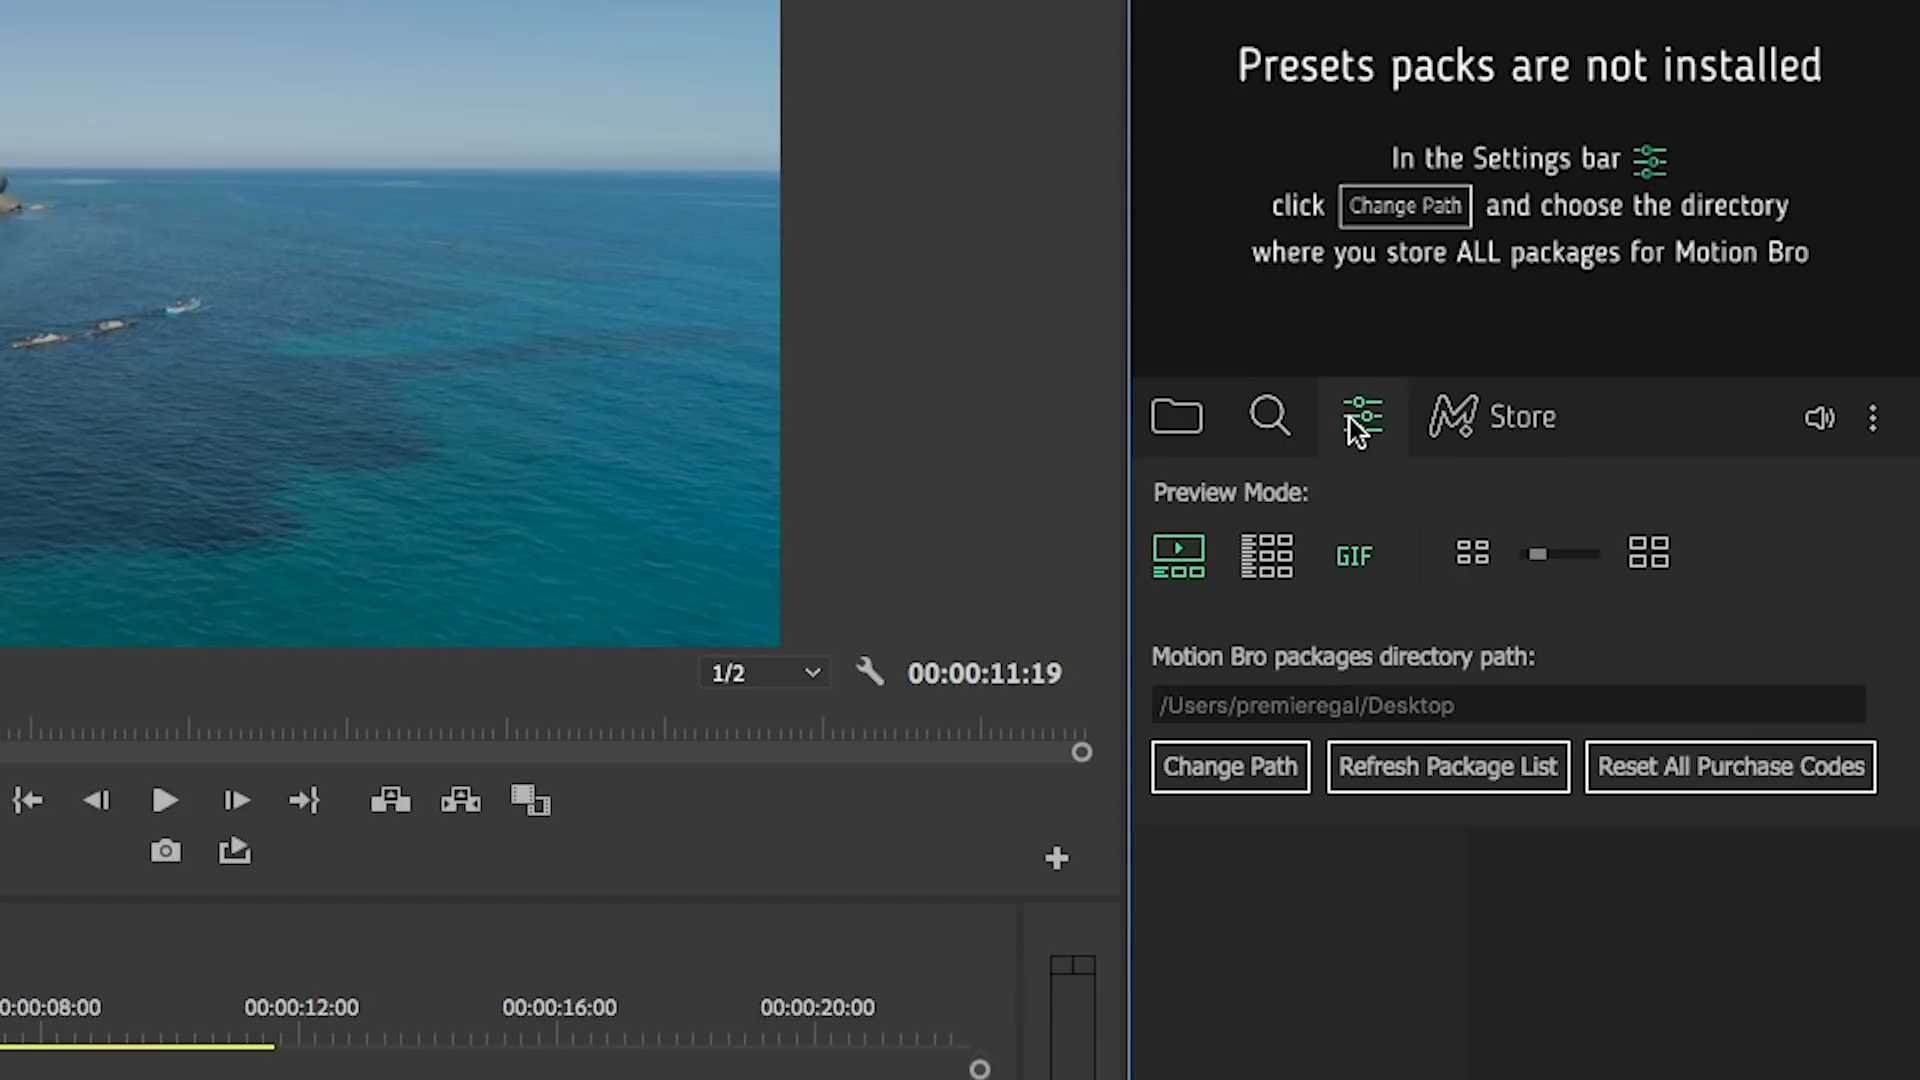 Presets packs are not installed
In the Settings bar
click Change Path and choose the directory
where you store ALL packages for Motion Bro
Store
Preview Mode:
GIF
Motion Bro packages directory path:
/Users/premieregal/Desktop
Change Path Refresh Package List Reset All Purchase Codes
1/2 00:00:11:19
0:00:08:00 00:00:12:00 00:00:16:00 00:00:20:00